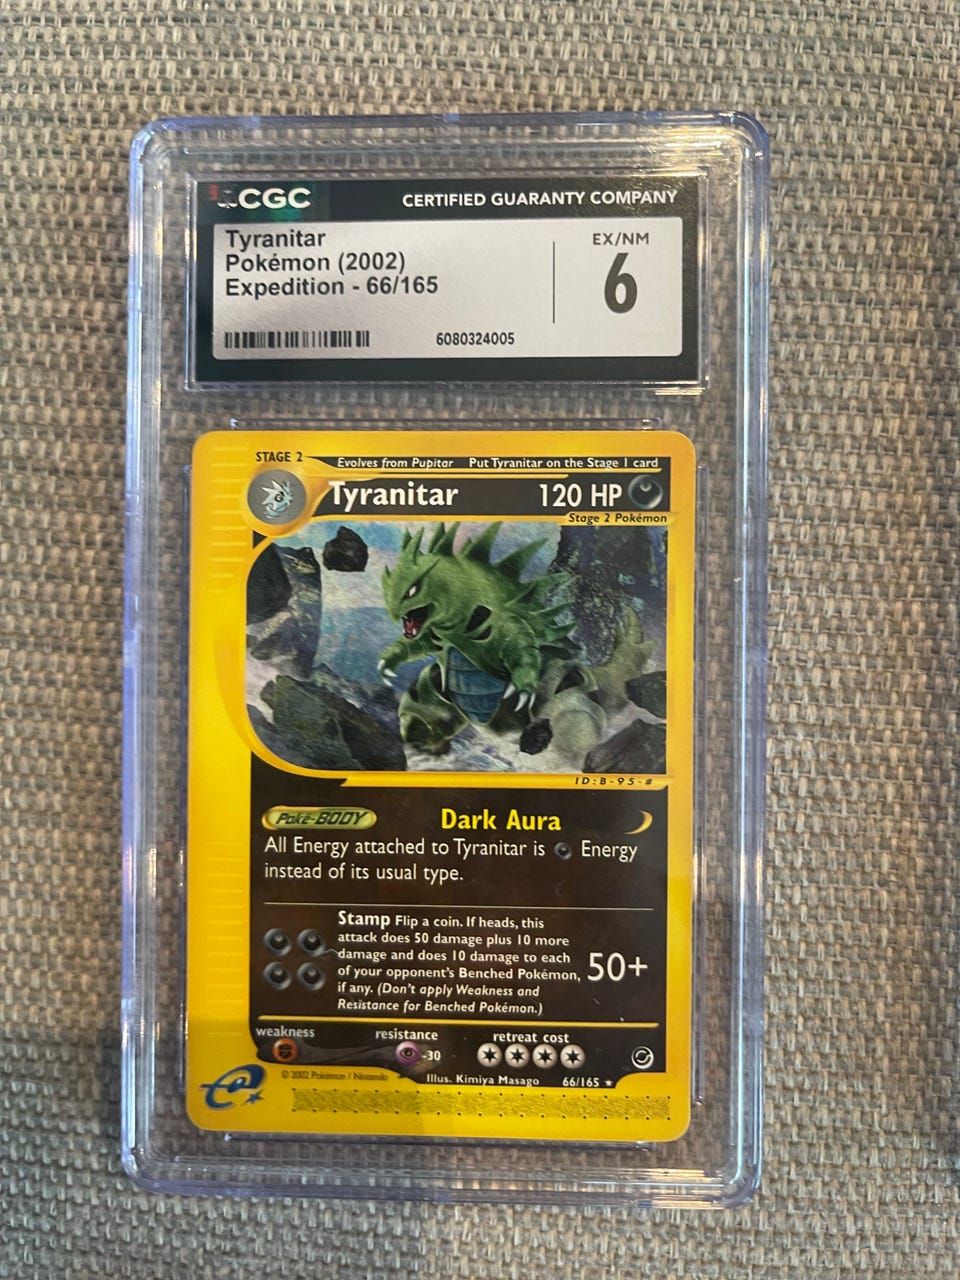 CGC
CERTIFIED GUARANTY COMPANY
Tyranitar
Pokémon (2002)
Expedition - 66/165
EX/NM
6
6080324005
STAGE 2
Evolves from Pupitar Put Tyranitar on the Stage 1 card
Tyranitar 120 HP
Stage 2 Pokémon
ID:B-95-#
Poké-BODY Dark Aura
All Energy attached to Tyranitar is Energy
instead of its usual type.
Stamp Flip a coin. If heads, this
attack does 50 damage plus 10 more
damage and does 10 damage to each
of your opponent's Benched Pokémon,
if any. (Don't apply Weakness and
Resistance for Benched Pokémon.)
50+
weakness resistance retreat cost
-30
© 2002 Pokémon / Nintendo Illus. Kimiya Masago 66/165 ★
e